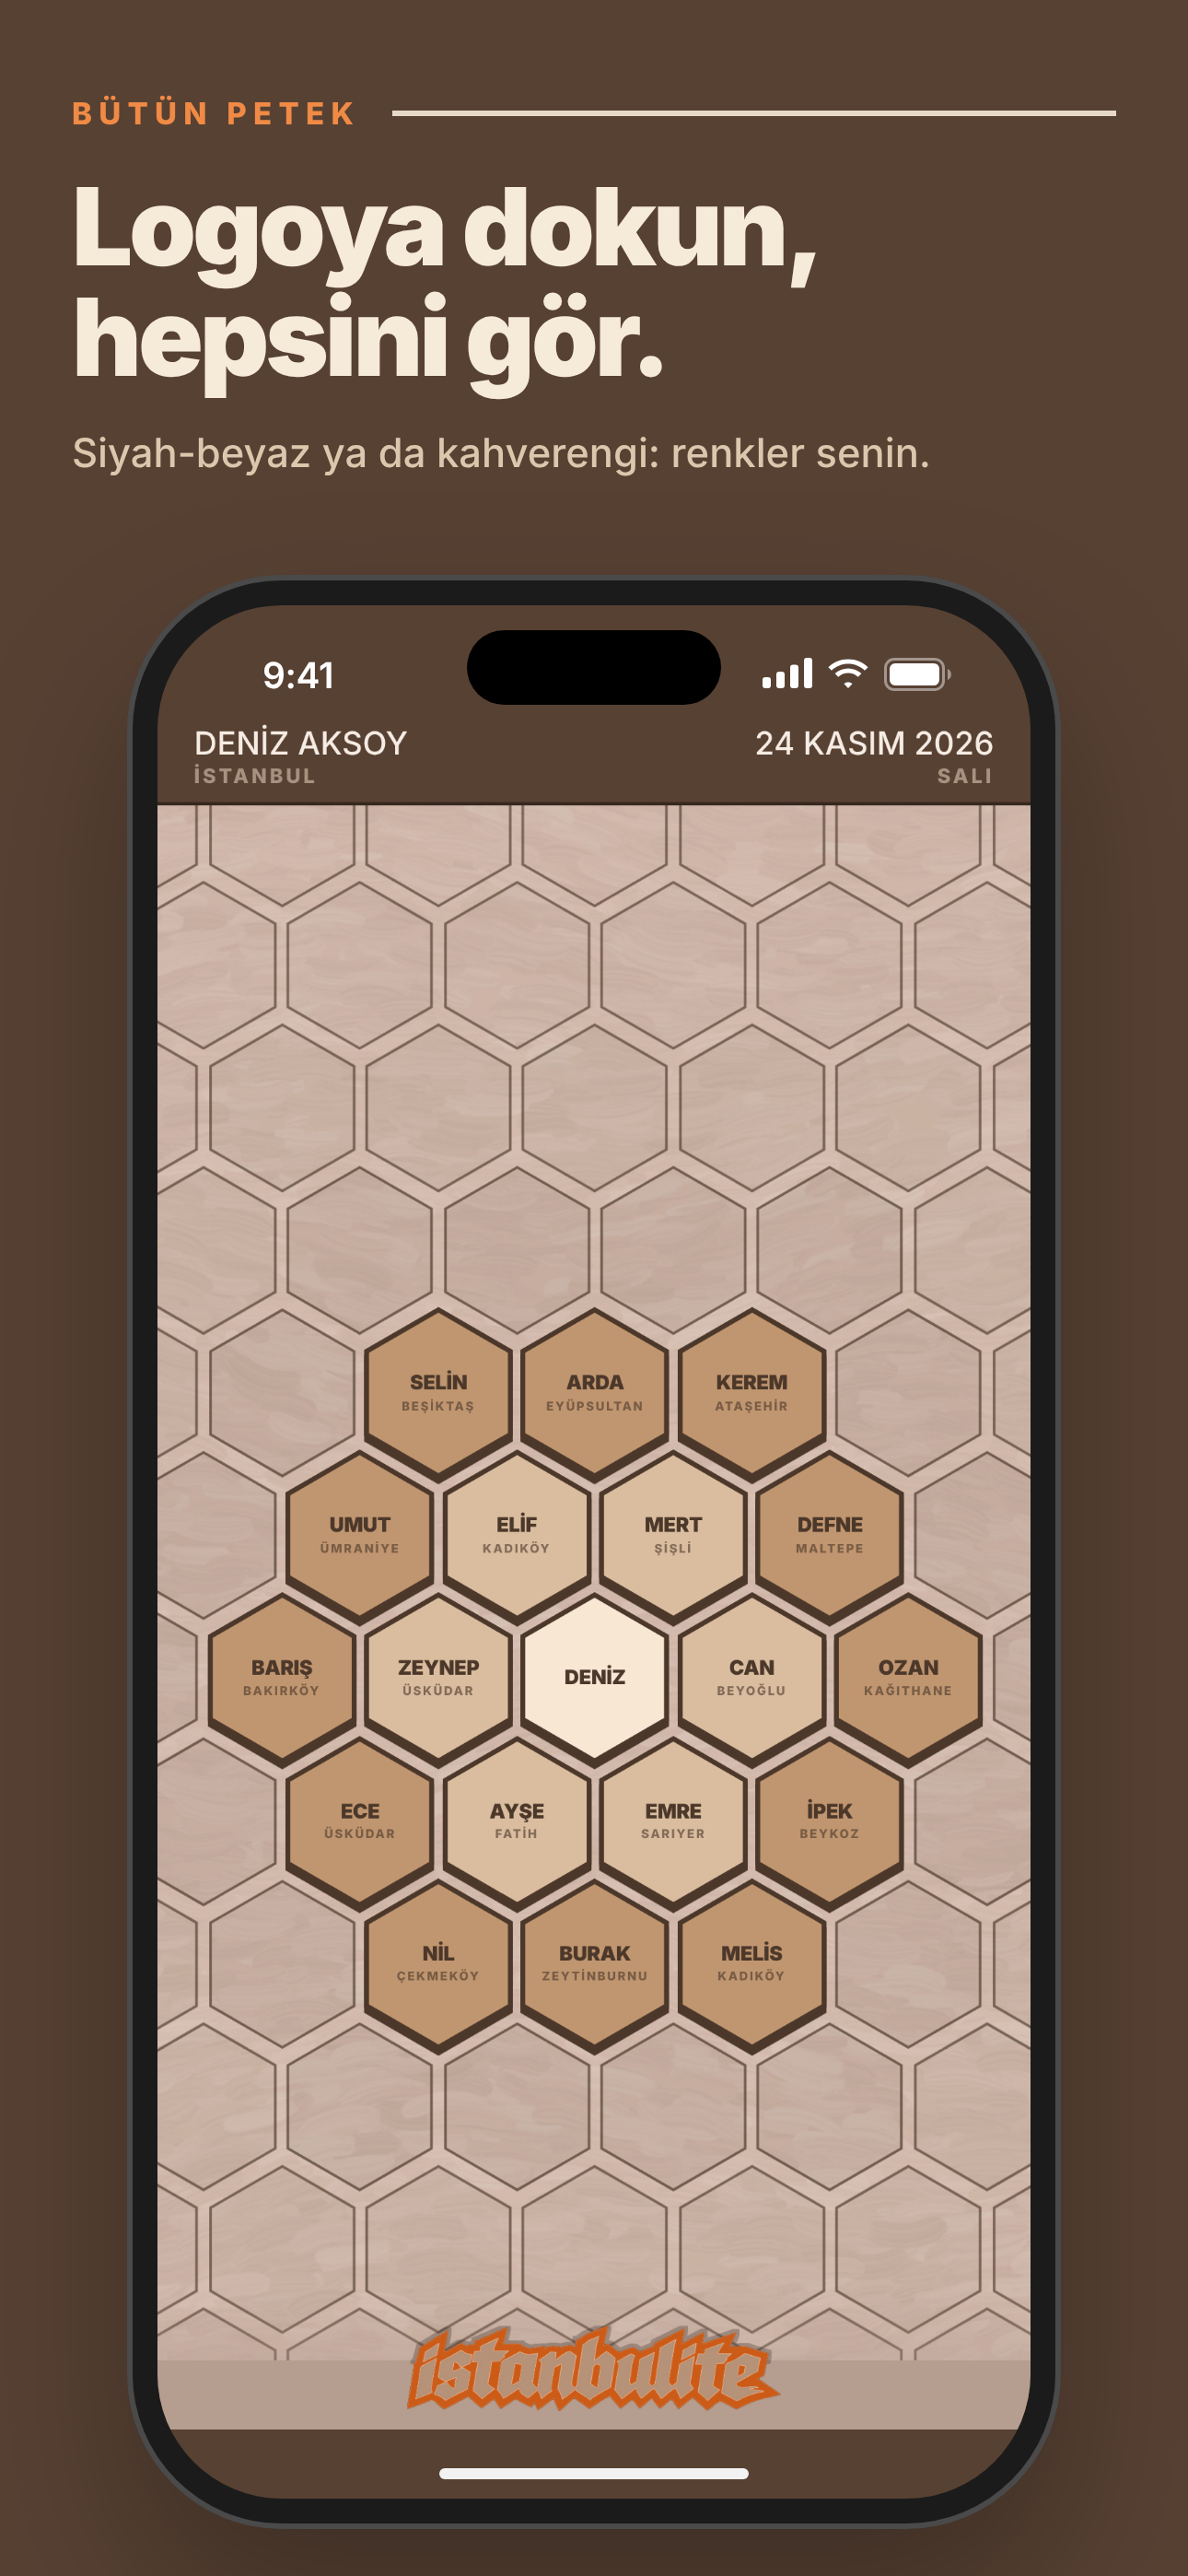 BÜTÜN PETEK
Logoya dokun,
hepsini gör.
Siyah-beyaz ya da kahverengi: renkler senin.
9:41
DENİZ AKSOY
İSTANBUL
24 KASIM 2026
SALI
SELİN
BEŞİKTAŞ
ARDA
EYÜPSULTAN
KEREM
ATAŞEHİR
UMUT
ÜMRANİYE
ELİF
KADIKÖY
MERT
ŞİŞLİ
DEFNE
MALTEPE
BARIŞ
BAKIRKÖY
ZEYNEP
ÜSKÜDAR
DENİZ
CAN
BEYOĞLU
OZAN
KAĞITHANE
ECE
ÜSKÜDAR
AYŞE
FATİH
EMRE
SARIYER
İPEK
BEYKOZ
NİL
ÇEKMEKÖY
BURAK
ZEYTİNBURNU
MELİS
KADIKÖY
istanbulite